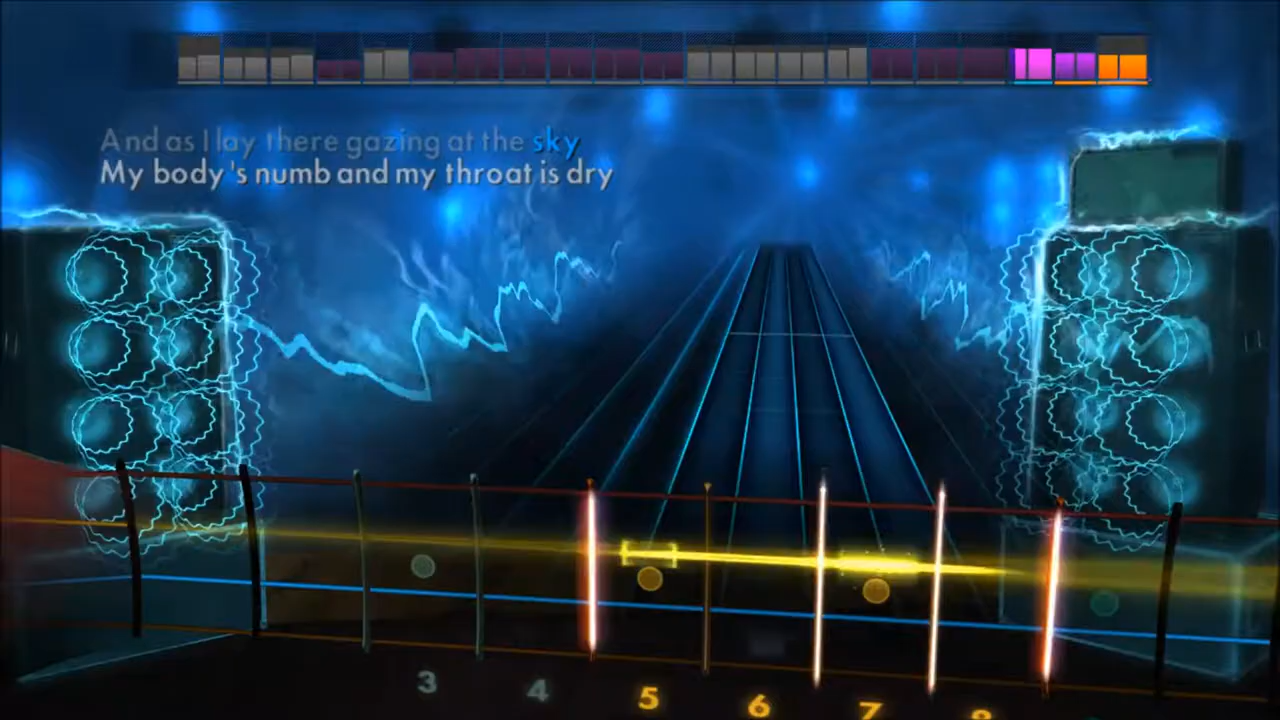 And as I lay there gazing at the sky
My body's numb and my throat is dry
3 4 5 6 7 8